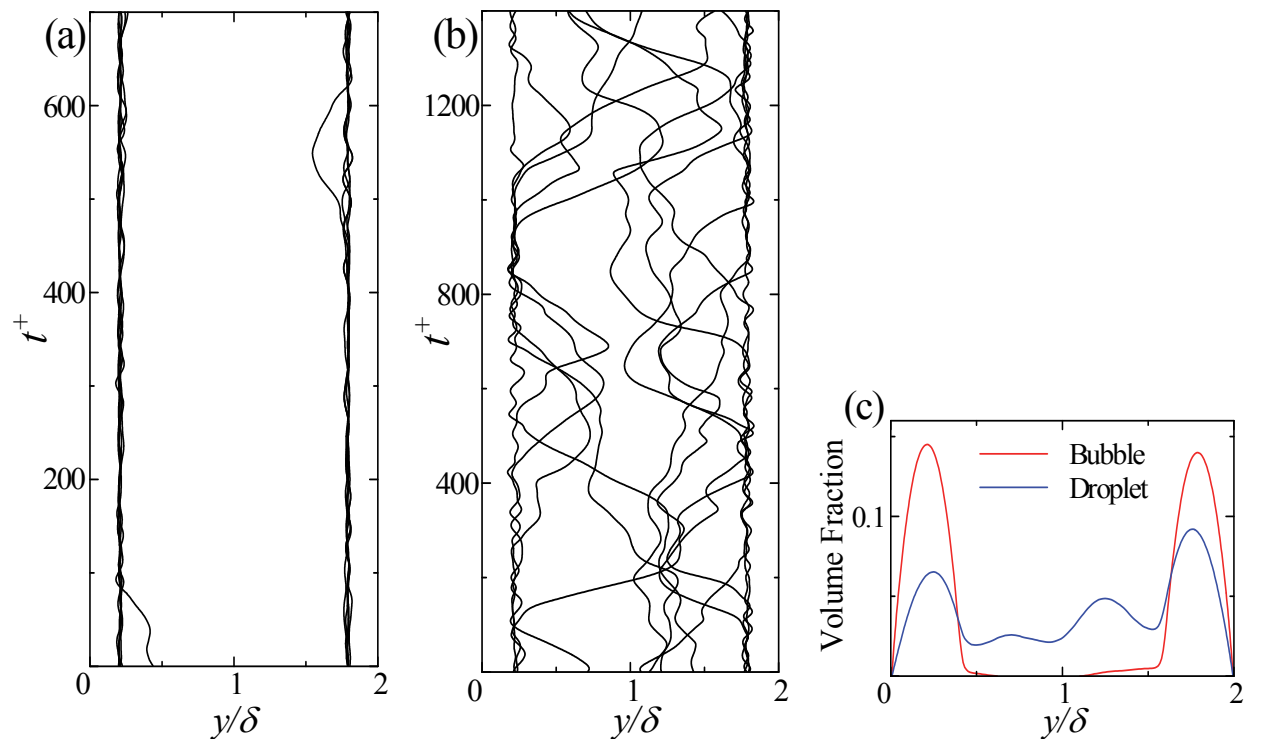 (a)
600
400
200
t+
0
1
2
y/δ
(b)
1200
800
400
t+
0
1
2
y/δ
(c)
Bubble
Droplet
0.1
Volume Fraction
0
1
2
y/δ